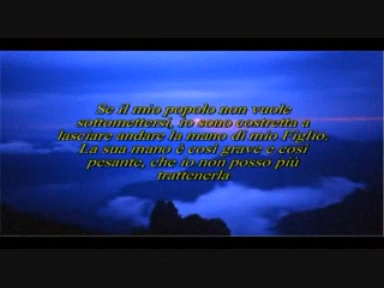 Se il mio popolo non vuole
sottomettersi, io sono costretta a
lasciare andare la mano di mio Figlio.
La sua mano è così grave e così
pesante, che io non posso più
trattenerla